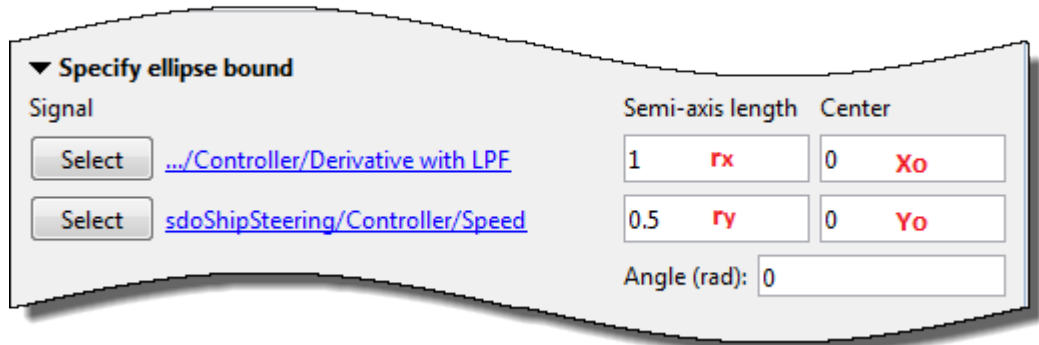 ▼ Specify ellipse bound
Signal Semi-axis length Center
Select .../Controller/Derivative with LPF 1 rx 0 Xo
Select sdoShipSteering/Controller/Speed 0.5 ry 0 Yo
Angle (rad): 0